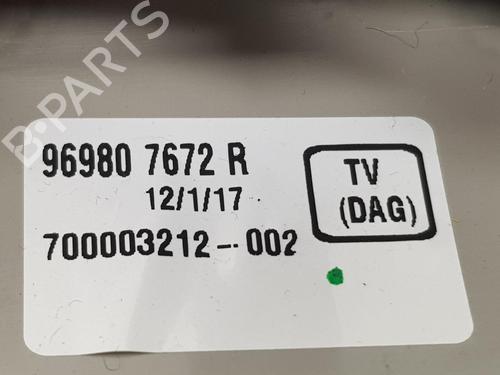 B-PARTS
96980 7672 R
12/1/17
700003212-002
TV
(DAG)